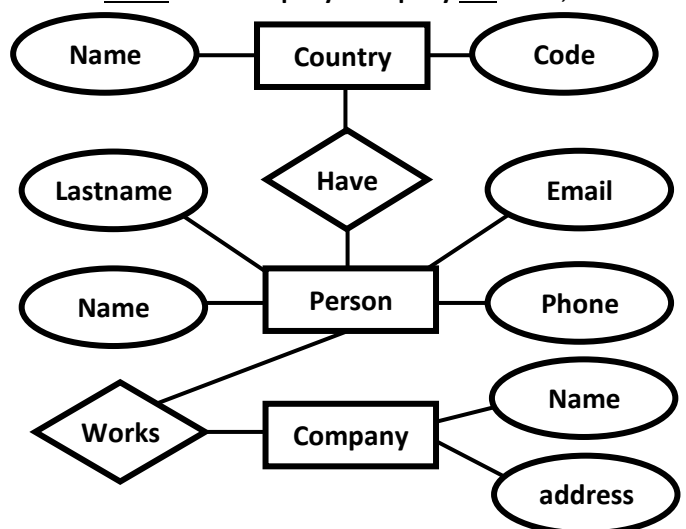 Name Country Code
Have
Lastname Email
Name Person Phone
Name
Works Company
address